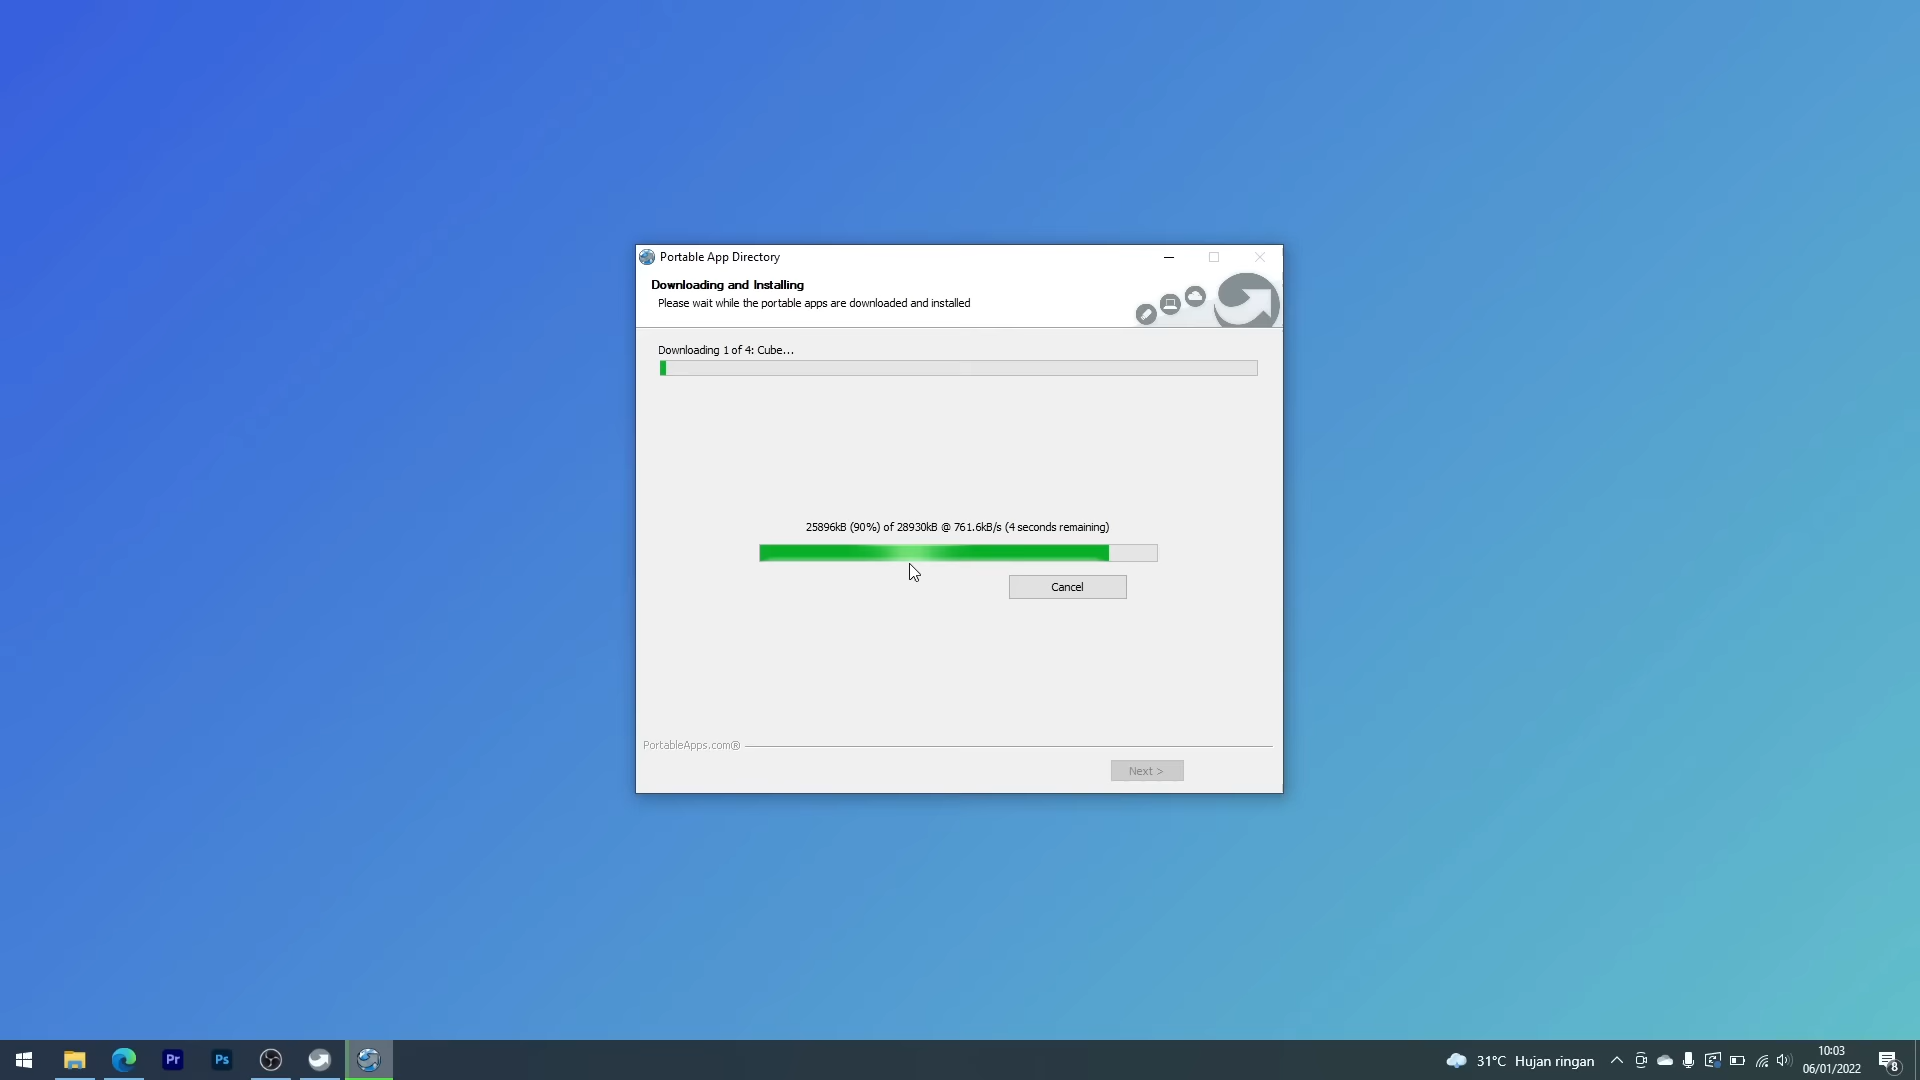 Portable App Directory
Downloading and Installing
Please wait while the portable apps are downloaded and installed
Downloading 1 of 4: Cube...
25896kB (90%) of 28930kB @ 761.6kB/s (4 seconds remaining)
Cancel
PortableApps.com®
Next >
Pr
Ps
31°C Hujan ringan
10:03
06/01/2022
8